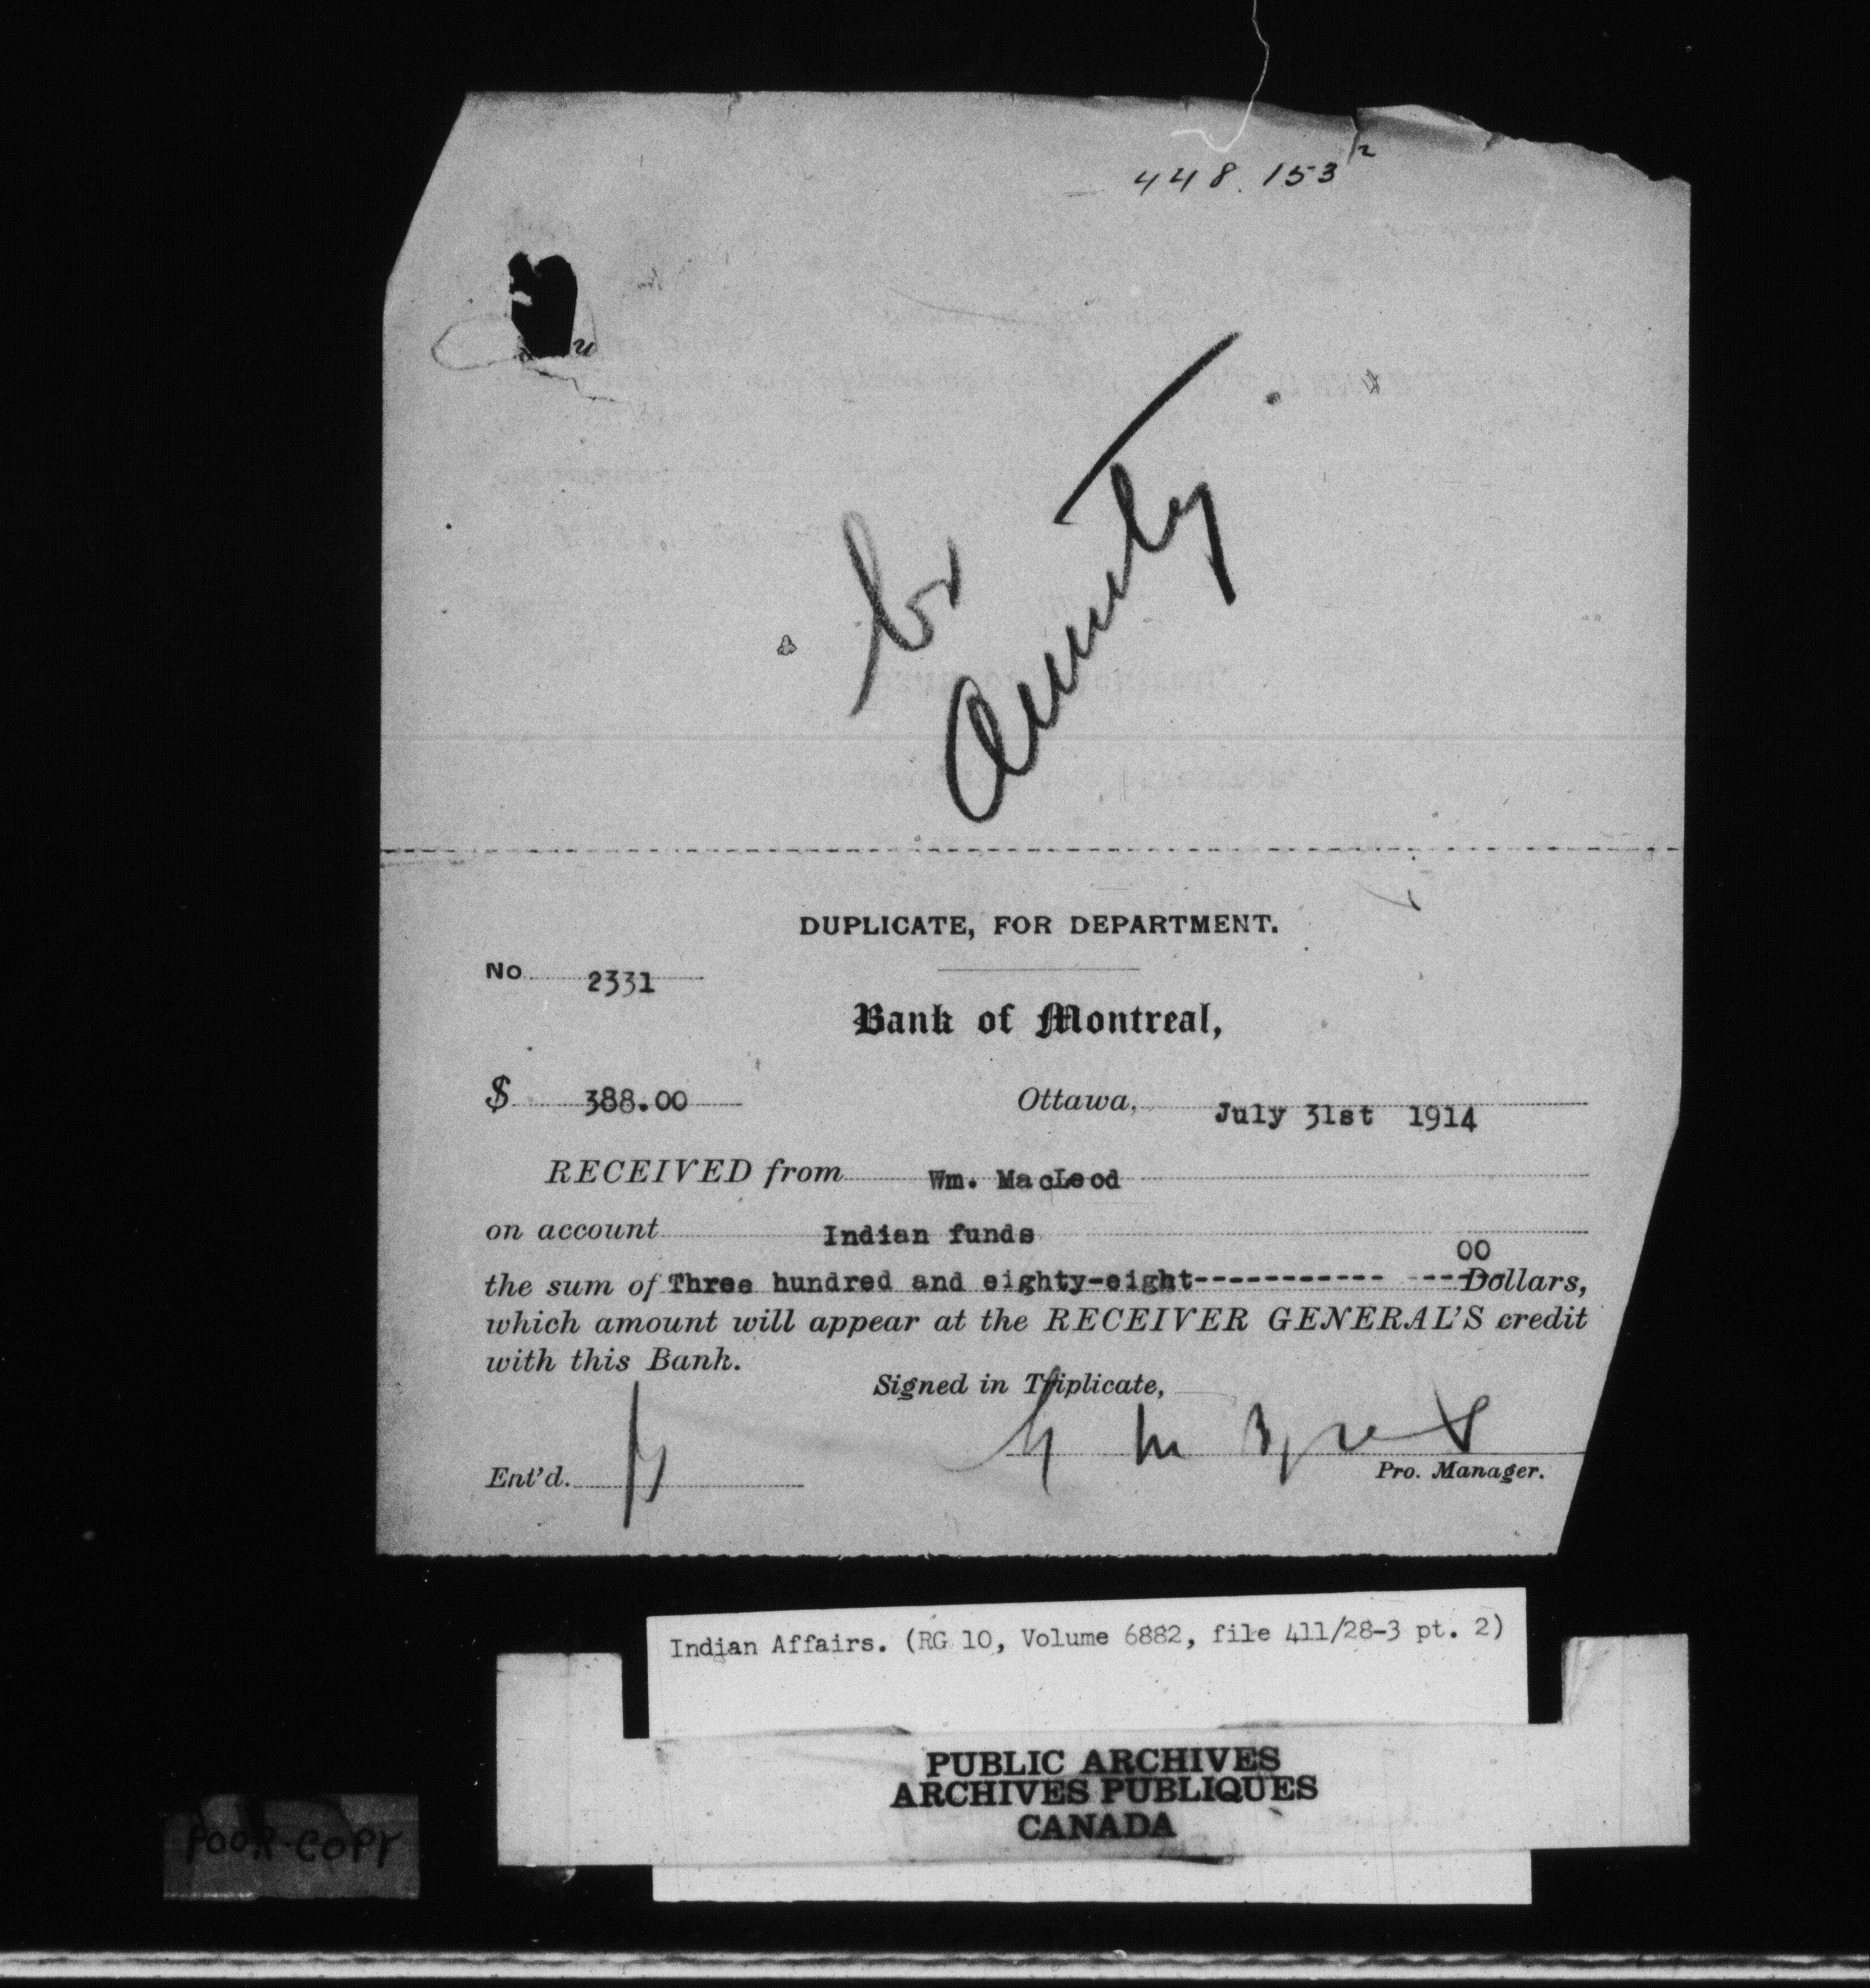 448.153/2
Cr
Annuity
DUPLICATE, FOR DEPARTMENT.
No 2331
Bank of Montreal,
$ 388.00 Ottawa, July 31st 1914
RECEIVED from Wm. MacLeod
on account Indian funds
00
the sum of Three hundred and eighty-eight-------------- Dollars,
which amount will appear at the RECEIVER GENERAL'S credit
with this Bank.
Signed in Triplicate,
Ent'd.
Pro. Manager.
Indian Affairs. (RG 10, Volume 6882, file 411/28-3 pt. 2)
PUBLIC ARCHIVES
ARCHIVES PUBLIQUES
CANADA
POOR COPY